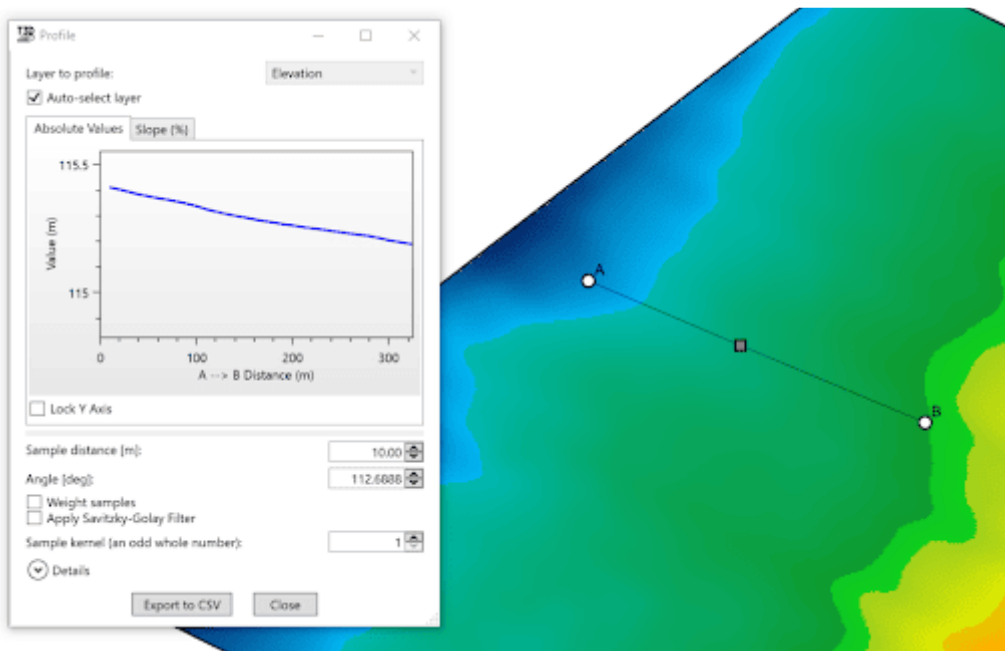 Profile
Layer to profile: Elevation
Auto-select layer
Absolute Values Slope (%)
115.5
Value (m)
115
0 100 200 300
A --> B Distance (m)
Lock Y Axis
Sample distance [m]: 10.00
Angle [deg]: 112.6888
Weight samples
Apply Savitzky-Golay Filter
Sample kernel (an odd whole number): 1
Details
Export to CSV Close
A
B